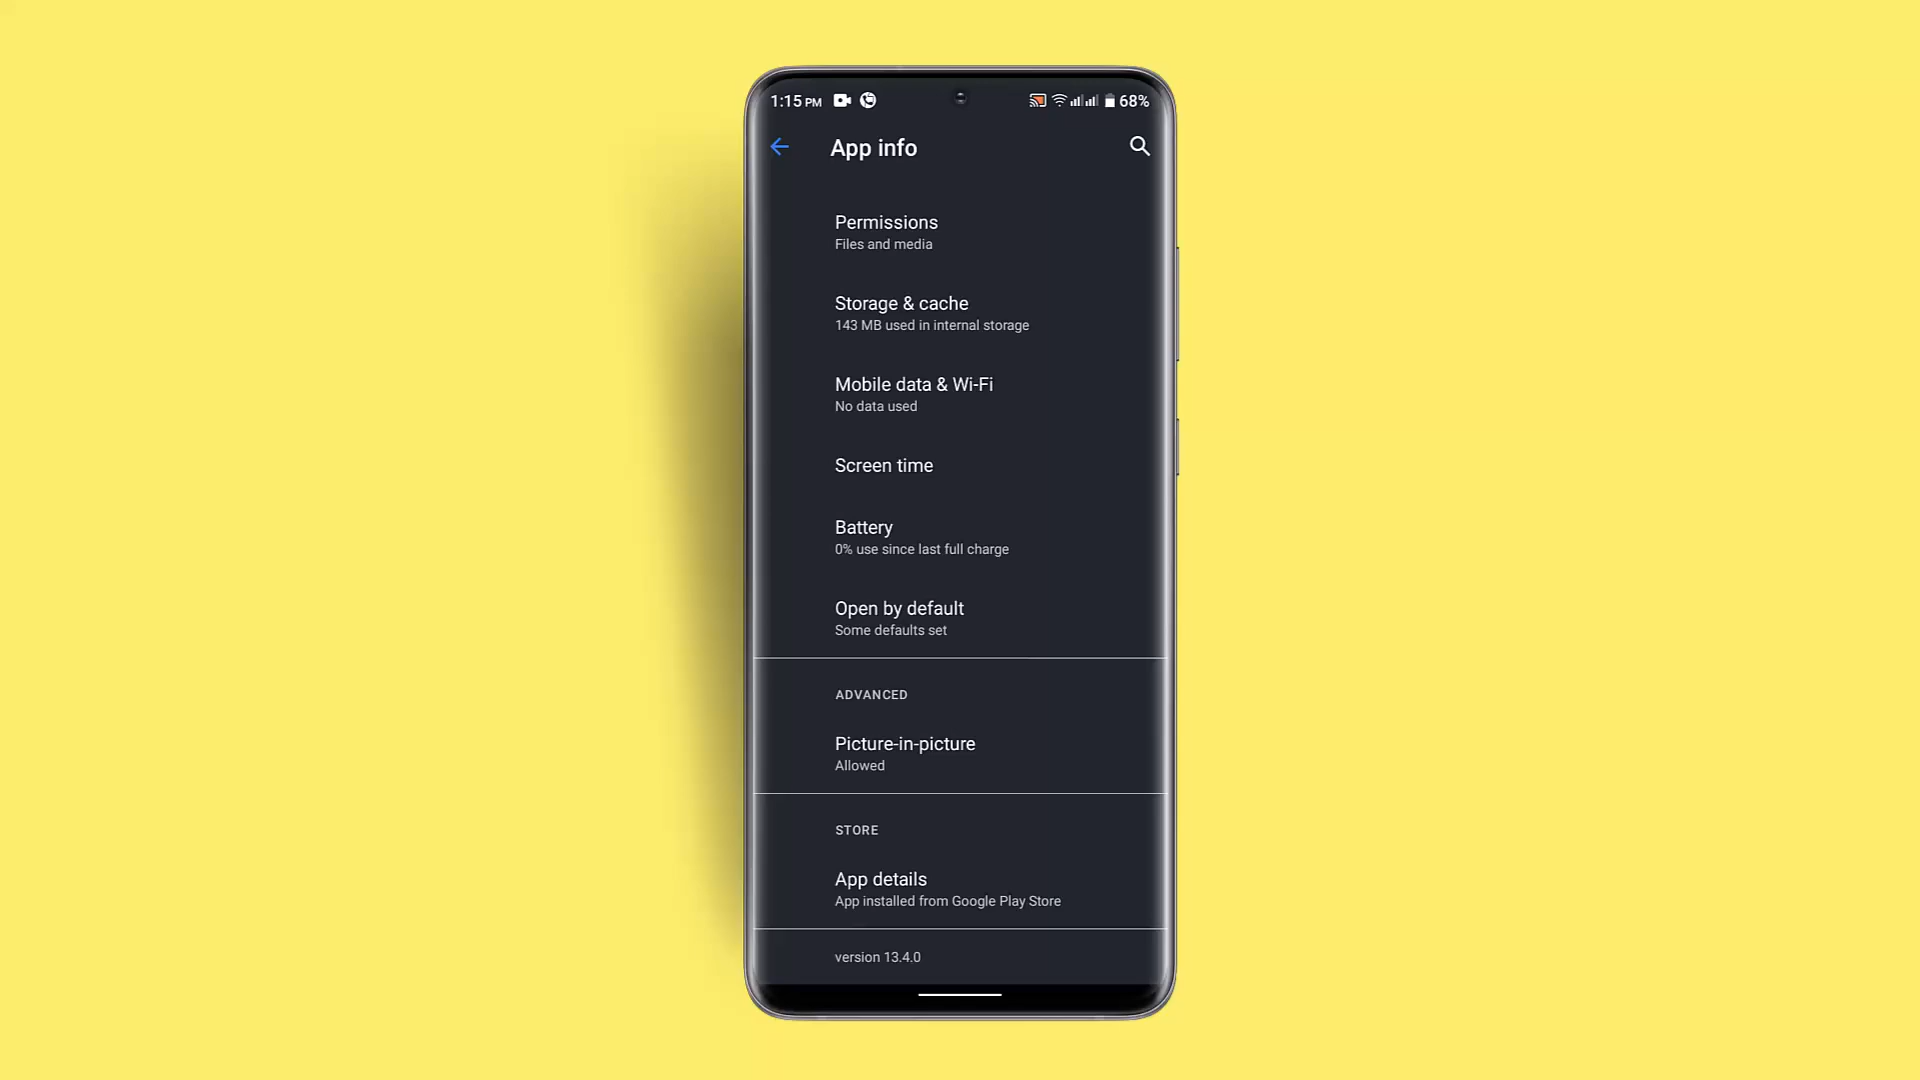 1:15 PM 68%
App info
Permissions
Files and media
Storage & cache
143 MB used in internal storage
Mobile data & Wi-Fi
No data used
Screen time
Battery
0% use since last full charge
Open by default
Some defaults set
ADVANCED
Picture-in-picture
Allowed
STORE
App details
App installed from Google Play Store
version 13.4.0